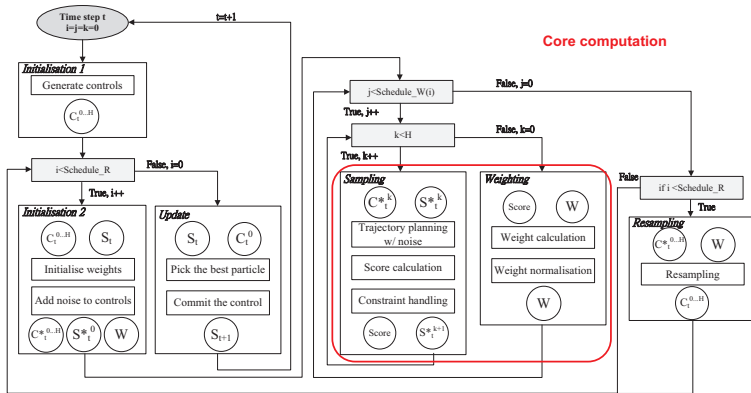 Time step t
i=j=k=0
t=t+1
Core computation
Initialisation 1
Generate controls
C_t^{0..H}
i<Schedule_R
True, i++
False, i=0
Initialisation 2
C_t^{0..H} S_t
Initialise weights
Add noise to controls
C*_t^{0..H} S*_t^0 W
Update
S_t C_t^0
Pick the best particle
Commit the control
S_{t+1}
j<Schedule_W(i)
True, j++
False, j=0
k<H
True, k++
False, k=0
Sampling
C*_t^k S*_t^k
Trajectory planning
w/ noise
Score calculation
Constraint handling
Score S*_t^{k+1}
Weighting
Score W
Weight calculation
Weight normalisation
W
if i <Schedule_R
False
True
Resampling
C*_t^{0..H} W
Resampling
C_t^{0..H}